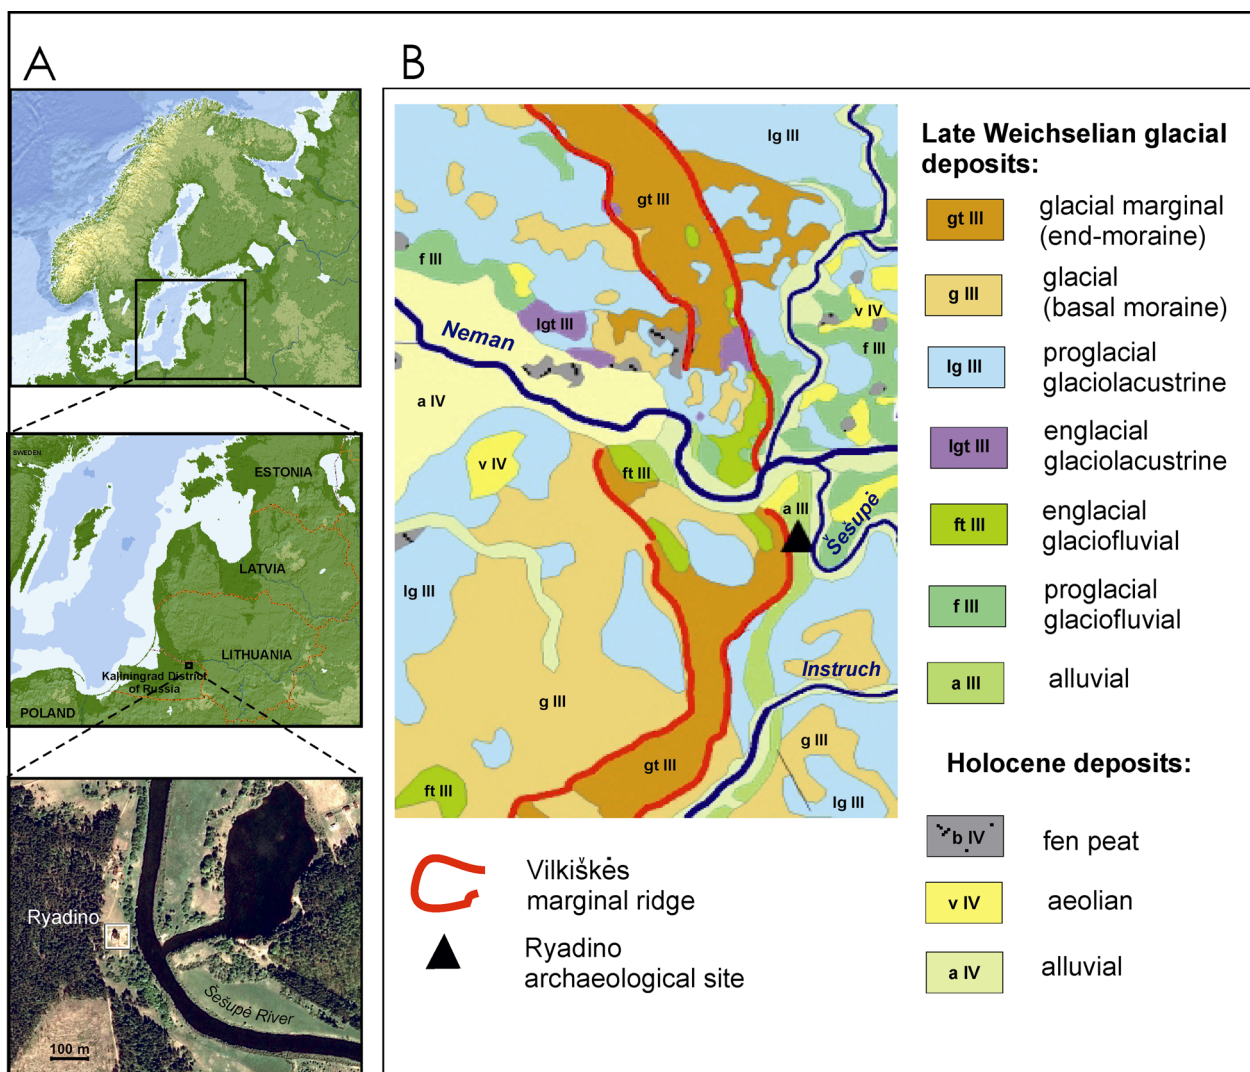 A
B
SWEDEN
ESTONIA
LATVIA
LITHUANIA
Kaliningrad District
of Russia
POLAND
Ryadino
Šešupė River
100 m
lg III
gt III
f III
v IV
lgt III
f III
Neman
a IV
v IV
ft III
a III
Šešupė
lg III
Instruch
g III
g III
gt III
ft III
lg III
Late Weichselian glacial
deposits:
gt III glacial marginal
(end-moraine)
g III glacial
(basal moraine)
lg III proglacial
glaciolacustrine
lgt III englacial
glaciolacustrine
ft III englacial
glaciofluvial
f III proglacial
glaciofluvial
a III alluvial
Holocene deposits:
b IV fen peat
v IV aeolian
a IV alluvial
Vilkiškės
marginal ridge
Ryadino
archaeological site